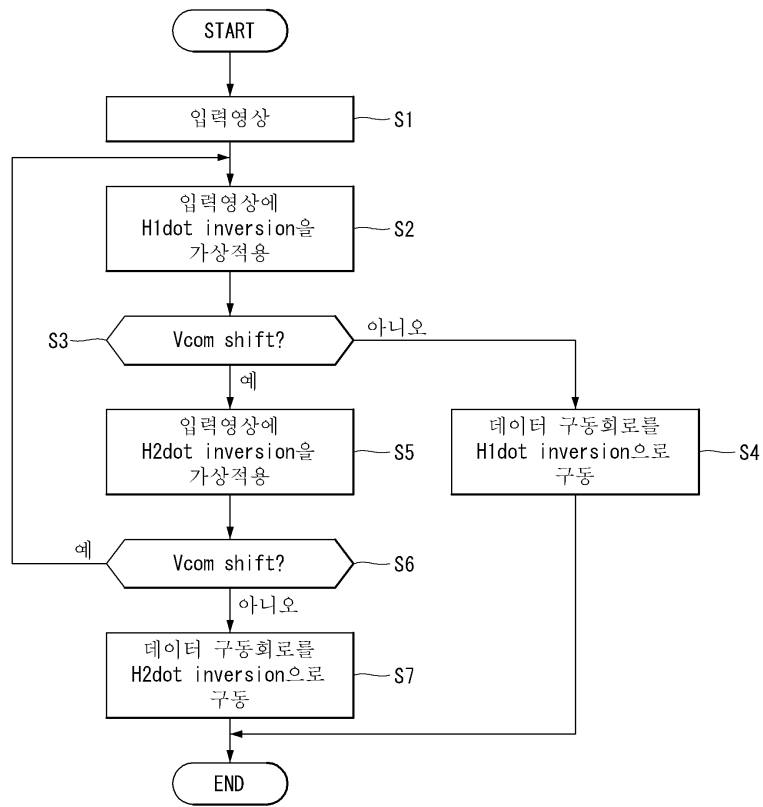 START
입력영상
S1
입력영상에
H1dot inversion을
가상적용
S2
Vcom shift?
S3
아니오
예
입력영상에
H2dot inversion을
가상적용
S5
데이터 구동회로를
H1dot inversion으로
구동
S4
예
Vcom shift?
S6
아니오
데이터 구동회로를
H2dot inversion으로
구동
S7
END